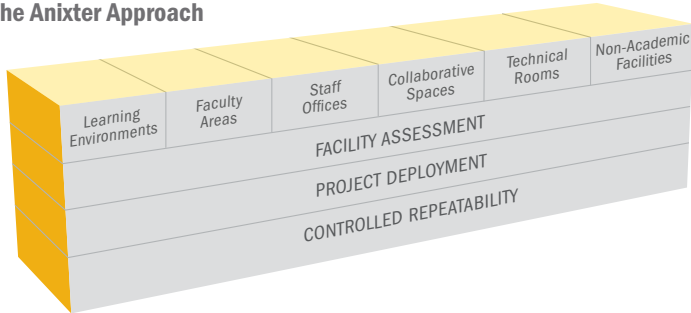 he Anixter Approach
Learning
Environments
Faculty
Areas
Staff
Offices
Collaborative
Spaces
Technical
Rooms
Non-Academic
Facilities
FACILITY ASSESSMENT
PROJECT DEPLOYMENT
CONTROLLED REPEATABILITY